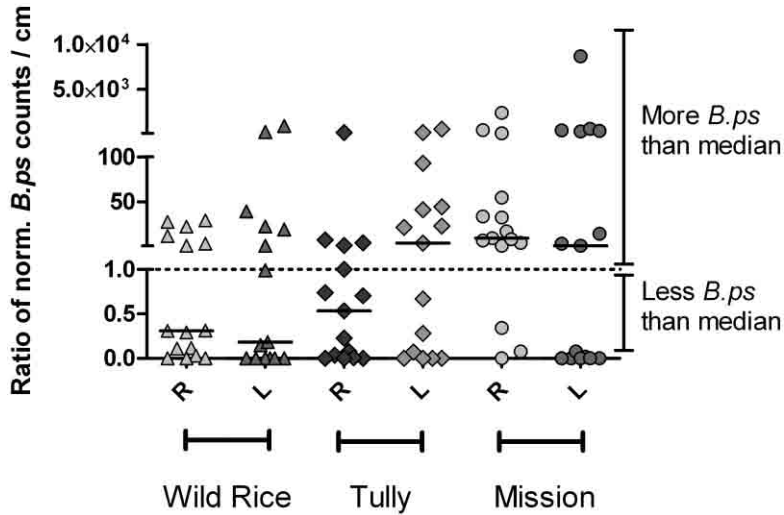 Ratio of norm. B.ps counts / cm
1.0×10⁴
5.0×10³
100
50
1.0
0.5
0.0
More B.ps
than median
Less B.ps
than median
R L R L R L
Wild Rice Tully Mission